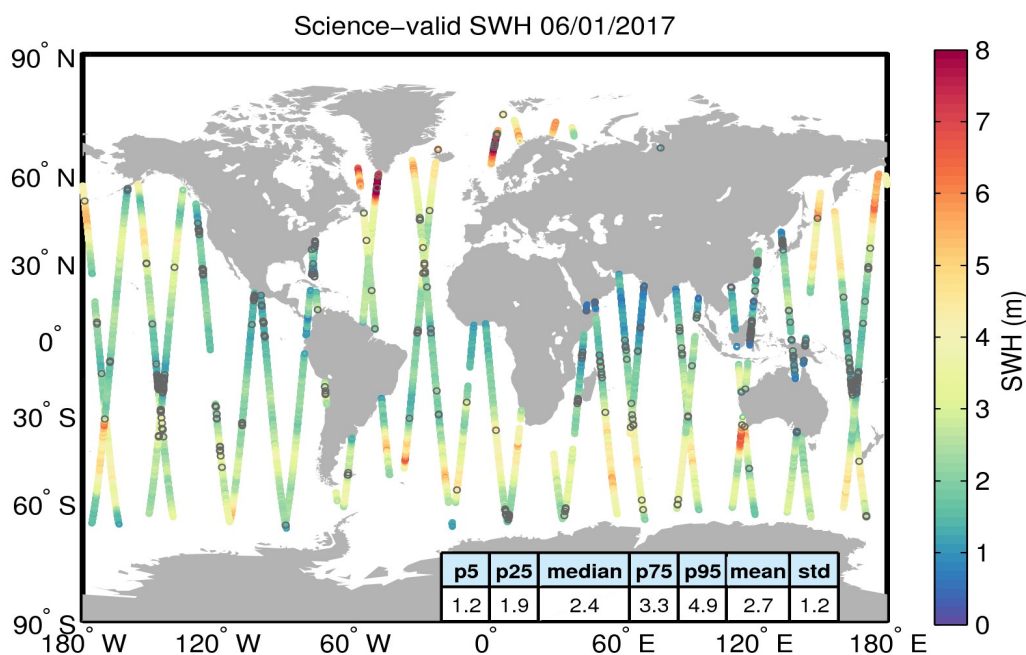 Science−valid SWH 06/01/2017
90° N
60° N
30° N
0°
30° S
60° S
90° S
180° W
120° W
60° W
0°
60° E
120° E
180° E
p5 p25 median p75 p95 mean std
1.2 1.9 2.4 3.3 4.9 2.7 1.2
8
7
6
5
4
3
2
1
0
SWH (m)